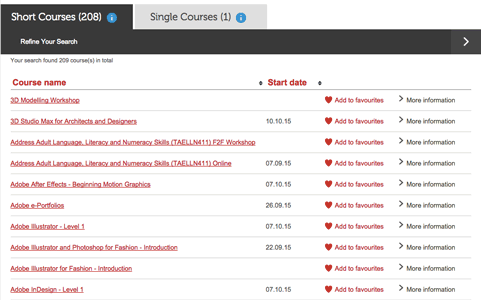 Short Courses (208) i Single Courses (1) i
Refine Your Search
Your search found 209 course(s) in total
Course name Start date
3D Modelling Workshop Add to favourites More information
3D Studio Max for Architects and Designers 10.10.15 Add to favourites More information
Address Adult Language, Literacy and Numeracy Skills (TAELLN411) F2F Workshop Add to favourites More information
Address Adult Language, Literacy and Numeracy Skills (TAELLN411) Online 07.09.15 Add to favourites More information
Adobe After Effects - Beginning Motion Graphics 07.10.15 Add to favourites More information
Adobe e-Portfolios 26.09.15 Add to favourites More information
Adobe Illustrator - Level 1 07.10.15 Add to favourites More information
Adobe Illustrator and Photoshop for Fashion - Introduction 22.09.15 Add to favourites More information
Adobe Illustrator for Fashion - Introduction Add to favourites More information
Adobe InDesign - Level 1 07.10.15 Add to favourites More information